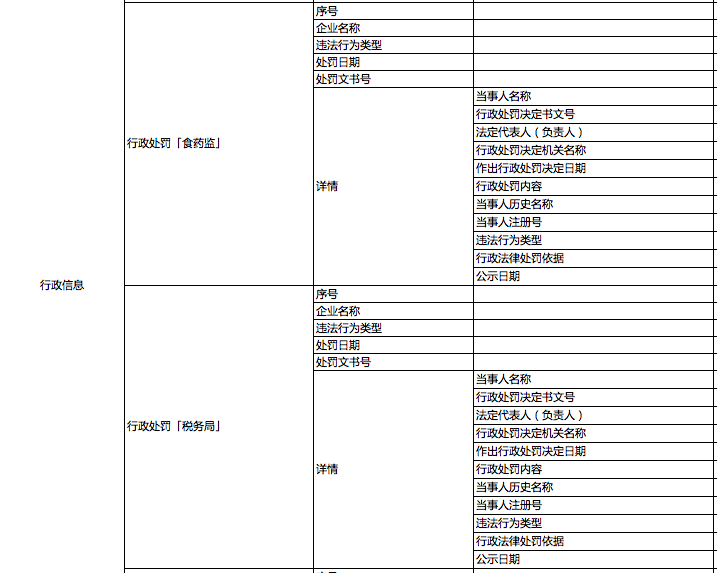 序号
企业名称
违法行为类型
处罚日期
处罚文书号
当事人名称
行政处罚决定书文号
法定代表人（负责人）
行政处罚决定机关名称
行政处罚「食药监」
作出行政处罚决定日期
详情
行政处罚内容
当事人历史名称
当事人注册号
违法行为类型
行政法律处罚依据
公示日期
行政信息
序号
企业名称
违法行为类型
处罚日期
处罚文书号
当事人名称
行政处罚决定书文号
法定代表人（负责人）
行政处罚「税务局」
行政处罚决定机关名称
作出行政处罚决定日期
详情
行政处罚内容
当事人历史名称
当事人注册号
违法行为类型
行政法律处罚依据
公示日期